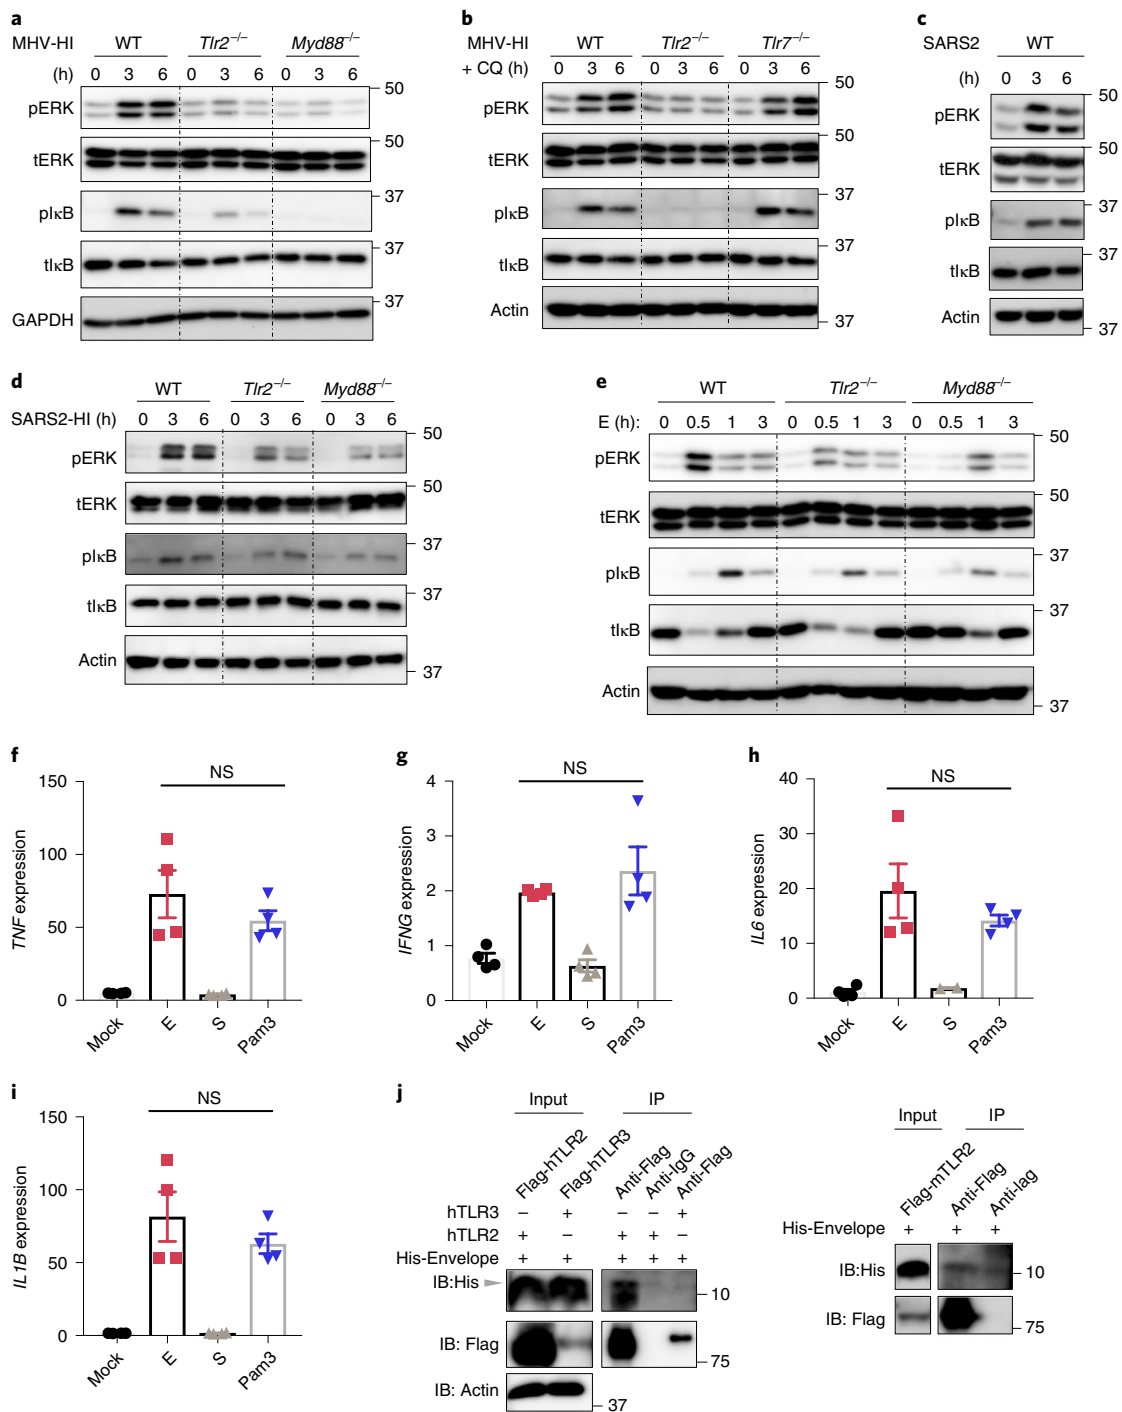 a
MHV-HI WT Tlr2–/– Myd88–/–
(h) 0 3 6 0 3 6 0 3 6
pERK 50
tERK 50
pIκB 37
tIκB 37
GAPDH 37
b
MHV-HI WT Tlr2–/– Tlr7–/–
+ CQ (h) 0 3 6 0 3 6 0 3 6
pERK 50
tERK 50
pIκB 37
tIκB 37
Actin 37
c
SARS2 WT
(h) 0 3 6
pERK 50
tERK 50
pIκB 37
tIκB 37
Actin 37
d
WT Tlr2–/– Myd88–/–
SARS2-HI (h) 0 3 6 0 3 6 0 3 6
pERK 50
tERK 50
pIκB 37
tIκB 37
Actin 37
e
WT Tlr2–/– Myd88–/–
E (h): 0 0.5 1 3 0 0.5 1 3 0 0.5 1 3
pERK 50
tERK 50
pIκB 37
tIκB 37
Actin 37
f
NS
TNF expression
150
100
50
0
Mock E S Pam3
g
NS
IFNG expression
4
3
2
1
0
Mock E S Pam3
h
NS
IL6 expression
40
30
20
10
0
Mock E S Pam3
i
NS
IL1B expression
150
100
50
0
Mock E S Pam3
j
Input IP
Flag-hTLR2 Flag-hTLR3 Anti-Flag Anti-IgG Anti-Flag
hTLR3 – + – – +
hTLR2 + – + + –
His-Envelope + + + + +
IB:His 10
IB: Flag 75
IB: Actin 37
Input IP
Flag-mTLR2 Anti-Flag Anti-Iag
His-Envelope + + +
IB:His 10
IB: Flag 75